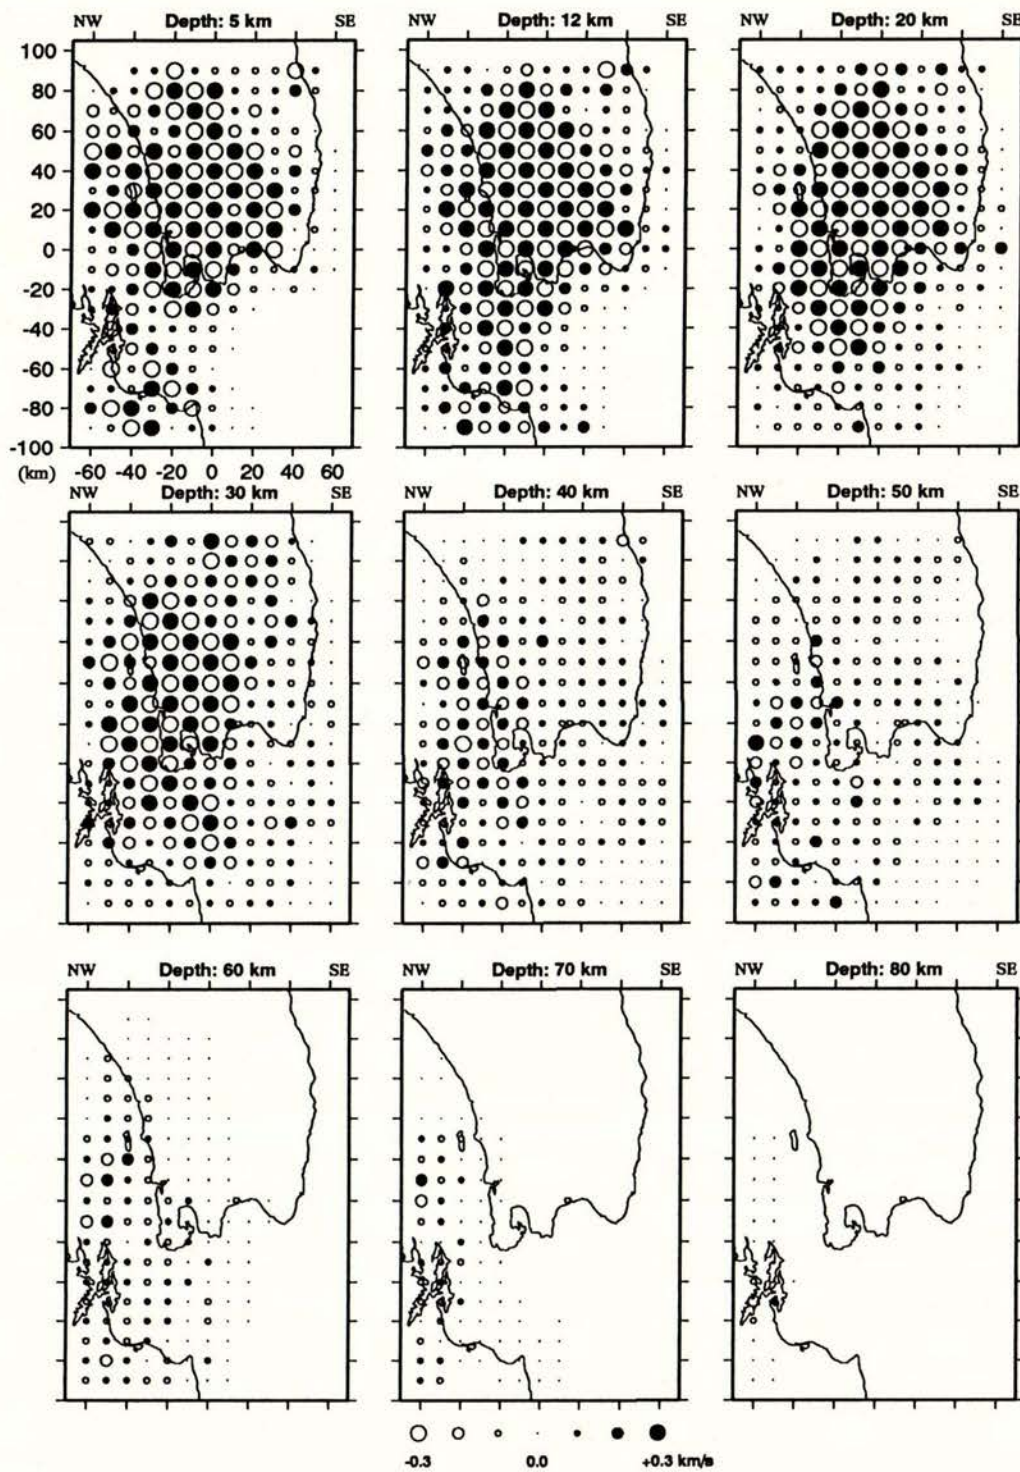 NW Depth: 5 km SE
NW Depth: 12 km SE
NW Depth: 20 km SE
100
80
60
40
20
0
-20
-40
-60
-80
-100
(km) -60 -40 -20 0 20 40 60
NW Depth: 30 km SE
NW Depth: 40 km SE
NW Depth: 50 km SE
NW Depth: 60 km SE
NW Depth: 70 km SE
NW Depth: 80 km SE
-0.3 0.0 +0.3 km/s